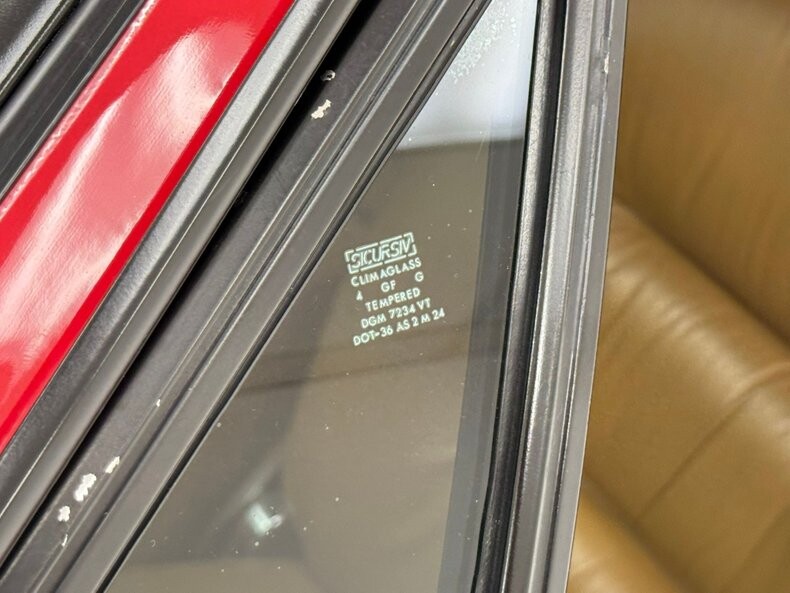 SICURSIV
CLIMAGLASS
4 GF G
TEMPERED
DGM 7234 VT
DOT-36 AS 2 M 24